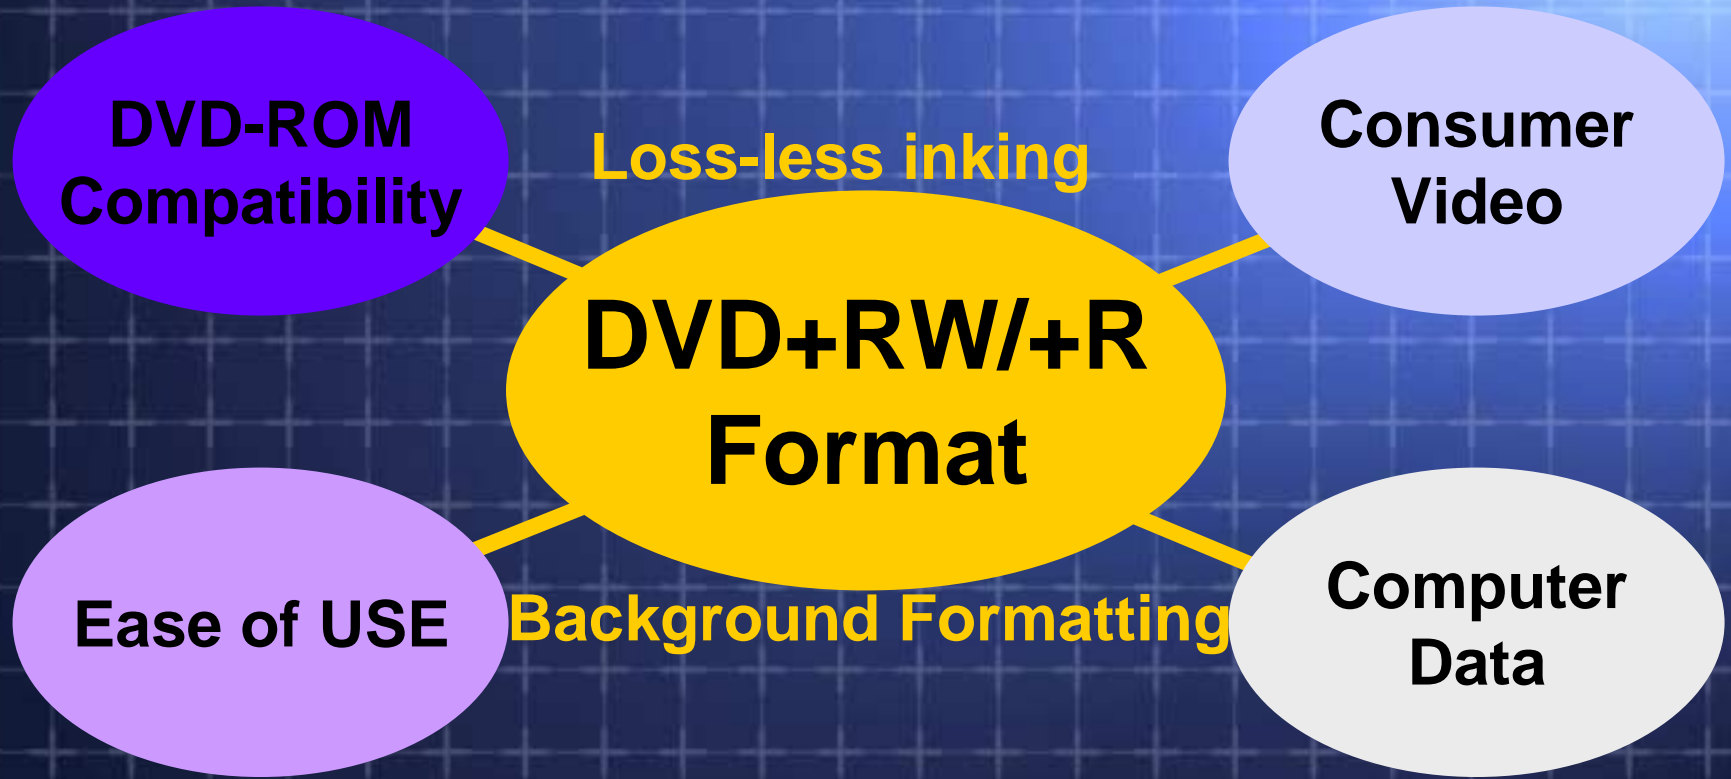 DVD-ROM
Compatibility
Loss-less inking
Consumer
Video
DVD+RW/+R
Format
Ease of USE
Background Formatting
Computer
Data